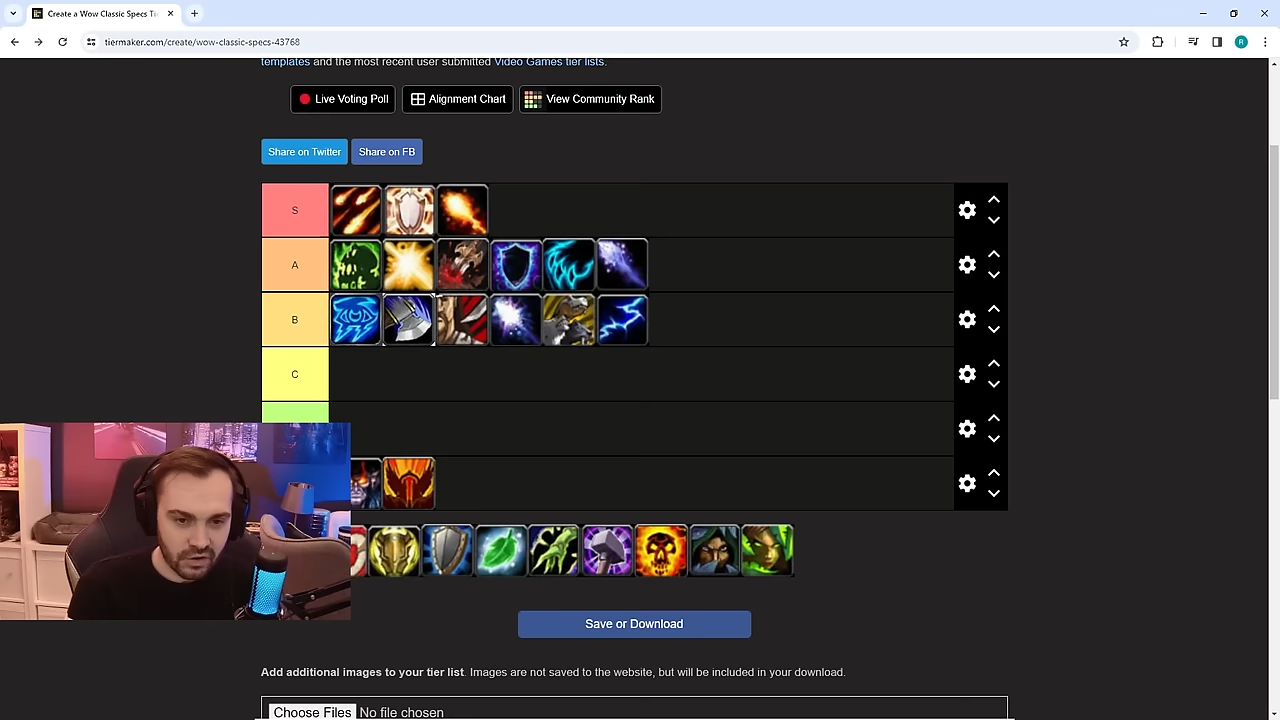 Create a Wow Classic Specs Ti
tiermaker.com/create/wow-classic-specs-43768
R
templates and the most recent user submitted Video Games tier lists.
Live Voting Poll
Alignment Chart
View Community Rank
Share on Twitter
Share on FB
S
A
B
C
Save or Download
Add additional images to your tier list. Images are not saved to the website, but will be included in your download.
Choose Files No file chosen